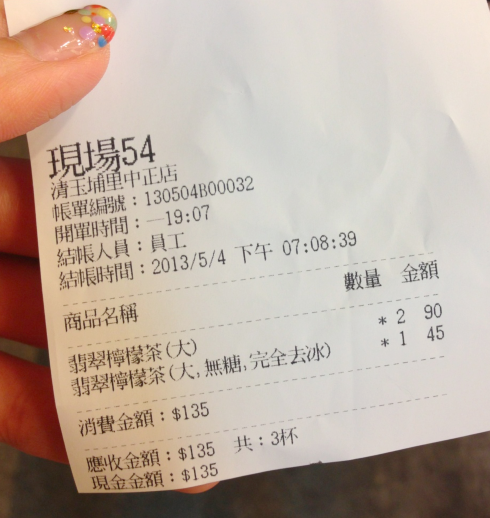 現場54
清玉埔里中正店
帳單編號：130504B00032
開單時間：—19:07
結帳人員：員工
結帳時間：2013/5/4 下午 07:08:39
商品名稱 數量 金額
翡翠檸檬茶(大) * 2 90
翡翠檸檬茶(大,無糖,完全去冰) * 1 45
消費金額：$135
應收金額：$135 共：3杯
現金金額：$135